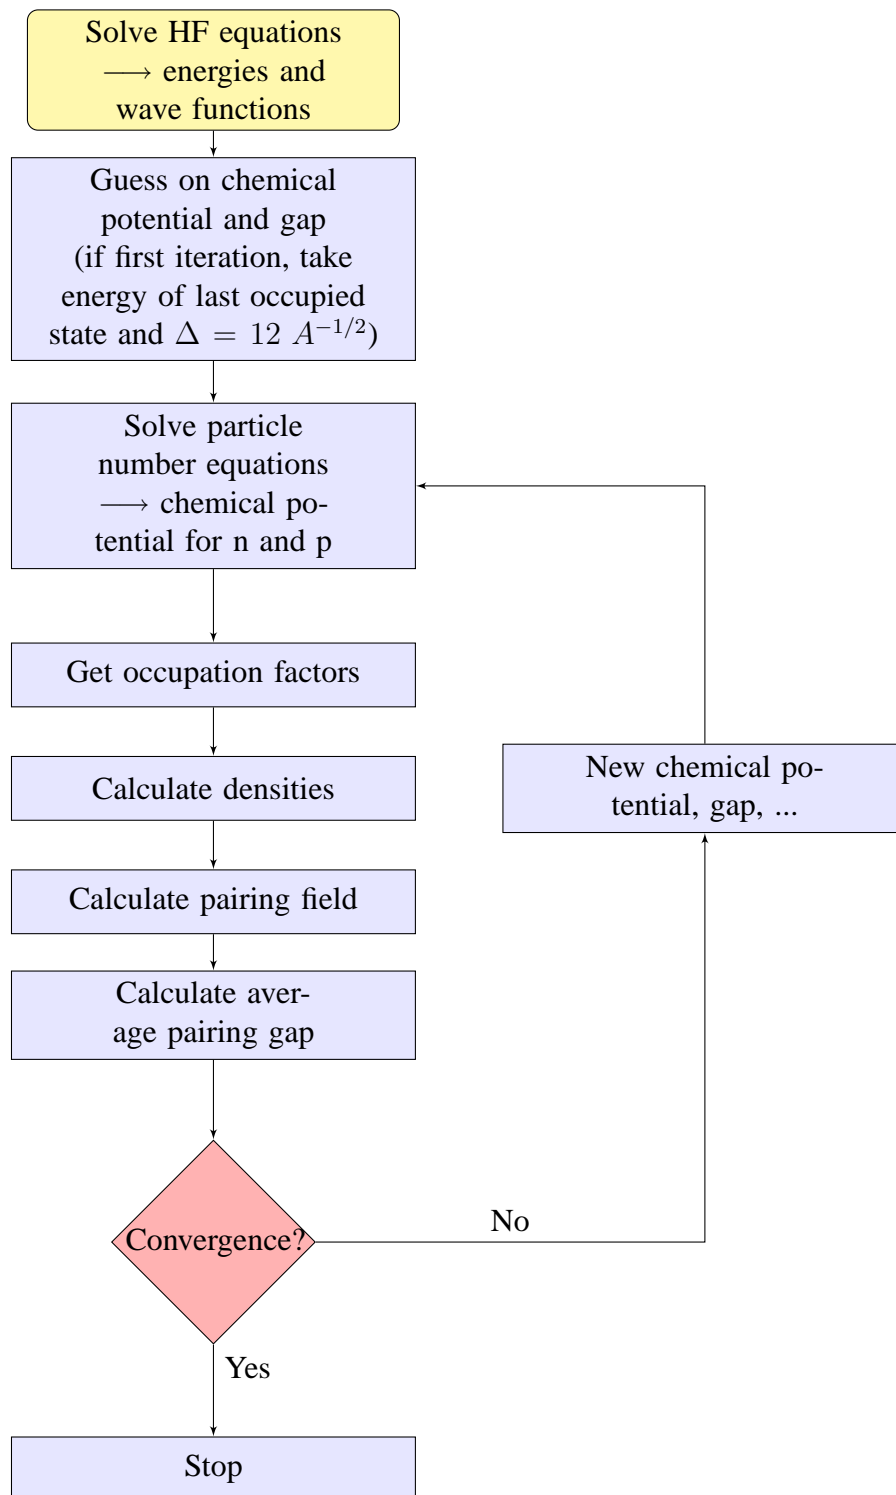 Solve HF equations
⟶ energies and
wave functions
Guess on chemical
potential and gap
(if first iteration, take
energy of last occupied
state and Δ = 12 A^{-1/2})
Solve particle
number equations
⟶ chemical po-
tential for n and p
Get occupation factors
Calculate densities
New chemical po-
tential, gap, ...
Calculate pairing field
Calculate aver-
age pairing gap
Convergence?
No
Yes
Stop